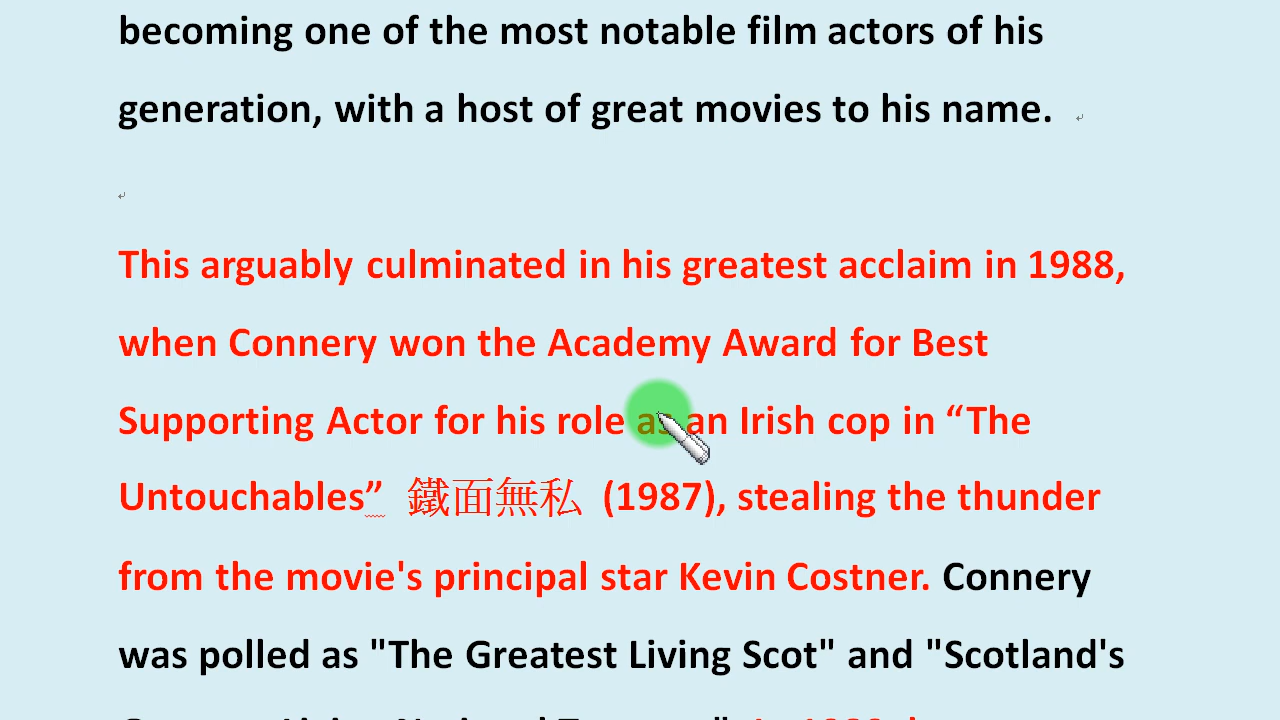 becoming one of the most notable film actors of his
generation, with a host of great movies to his name.
This arguably culminated in his greatest acclaim in 1988,
when Connery won the Academy Award for Best
Supporting Actor for his role as an Irish cop in “The
Untouchables” 鐵面無私 (1987), stealing the thunder
from the movie's principal star Kevin Costner. Connery
was polled as "The Greatest Living Scot" and "Scotland's